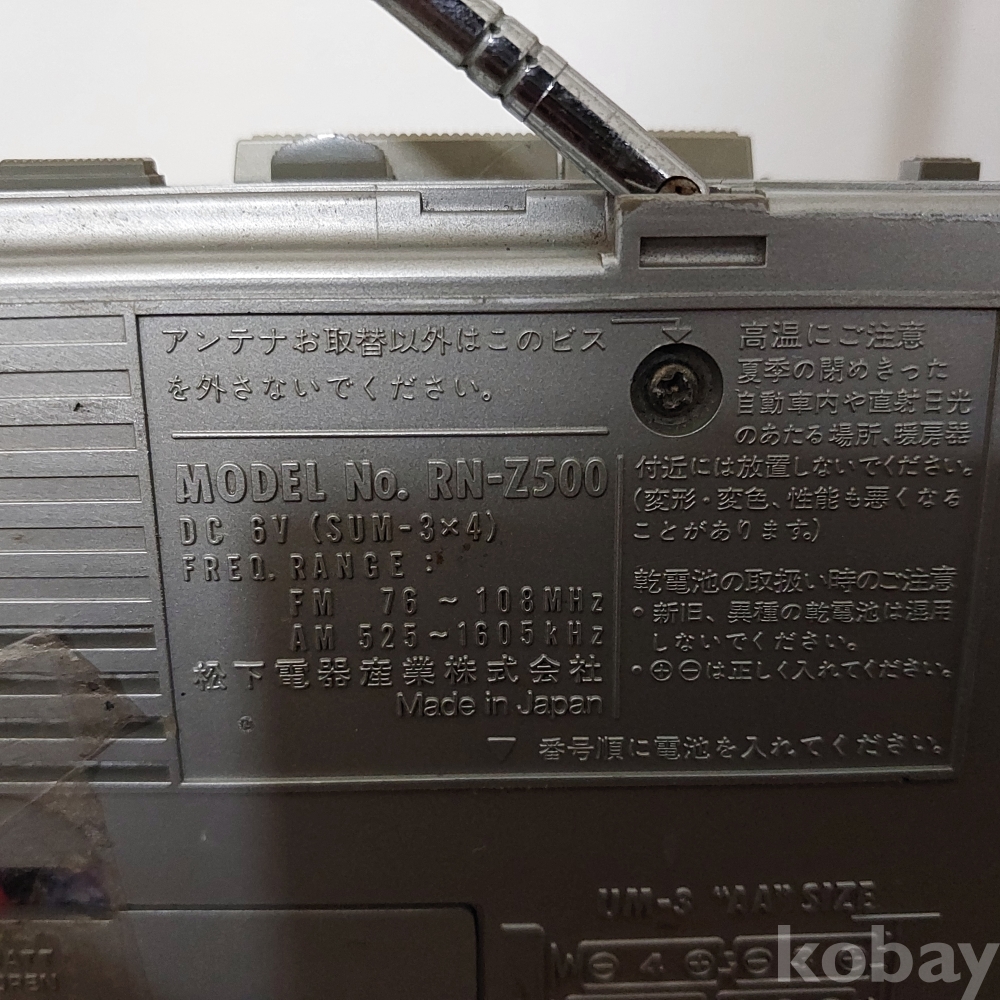 アンテナお取替以外はこのビス
を外さないでください。
MODEL No. RN-Z500
DC 6V (SUM-3×4)
FREQ. RANGE :
FM 76 ~ 108MHz
AM 525~1605kHz
松下電器産業株式会社
Made in Japan
高温にご注意
夏季の閉めきった
自動車内や直射日光
のあたる場所、暖房器
付近には放置しないでください。
(変形・変色、性能も悪くなる
ことがあります。)
乾電池の取扱い時のご注意
・新旧、異種の乾電池は混用
しないでください。
・⊕⊖は正しく入れてください。
▽ 番号順に電池を入れてください。
UM-3 "AA" SIZE
⊖ 4 ⊕
BATT
OPEN
kobay